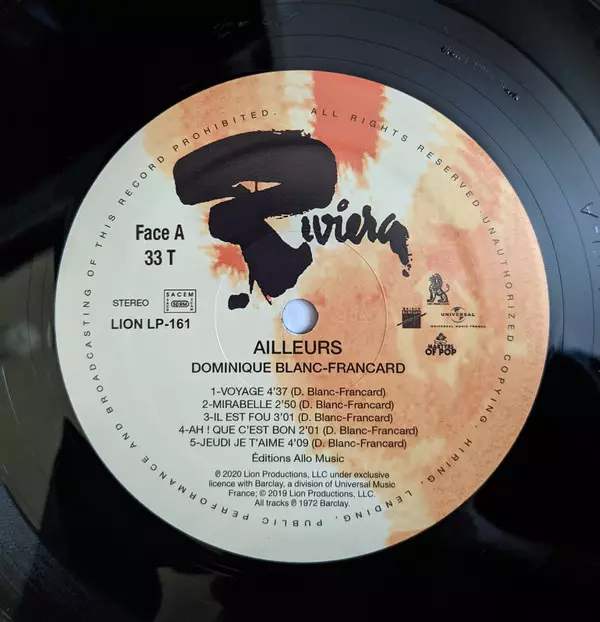 ALL RIGHTS RESERVED. UNAUTHORIZED COPYING, HIRING, LENDING, PUBLIC PERFORMANCE AND BROADCASTING OF THIS RECORD PROHIBITED.
Riviera
Face A
33 T
STEREO
SACEM
LION LP-161
UNIVERSAL
UNIVERSAL MUSIC FRANCE
MASTERS
OF POP
AILLEURS
DOMINIQUE BLANC-FRANCARD
1-VOYAGE 4'37 (D. Blanc-Francard)
2-MIRABELLE 2'50 (D. Blanc-Francard)
3-IL EST FOU 3'01 (D. Blanc-Francard)
4-AH ! QUE C'EST BON 2'01 (D. Blanc-Francard)
5-JEUDI JE T'AIME 4'09 (D. Blanc-Francard)
Éditions Allo Music
℗ 2020 Lion Productions, LLC under exclusive
licence with Barclay, a division of Universal Music
France; © 2019 Lion Productions, LLC.
All tracks ℗ 1972 Barclay.